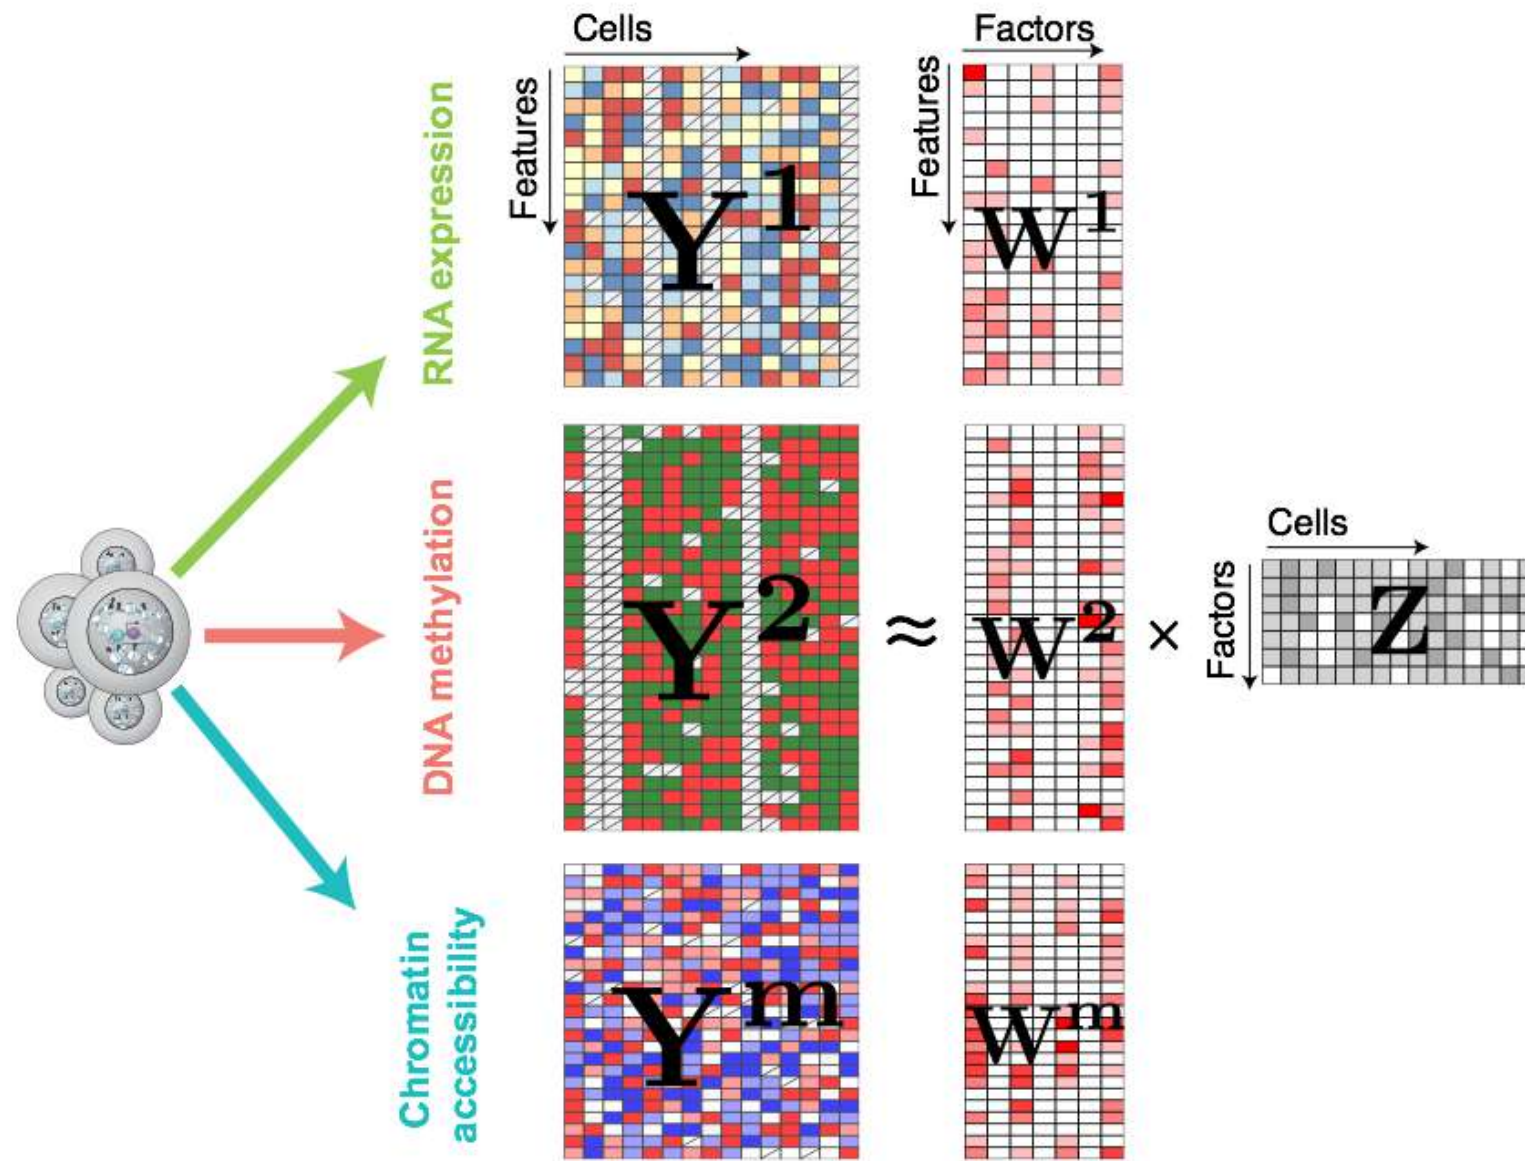 Cells
Factors
Features
Features
RNA expression
Y¹
W¹
DNA methylation
Y²
≈
W²
×
Cells
Factors
Z
Chromatin
accessibility
Yᵐ
Wᵐ